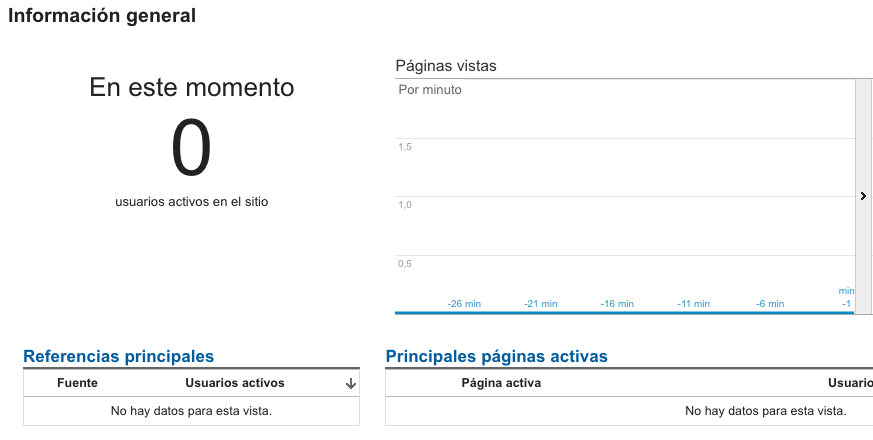 Información general
En este momento
0
usuarios activos en el sitio
Páginas vistas
Por minuto
1,5
1,0
0,5
-26 min
-21 min
-16 min
-11 min
-6 min
min
-1
Referencias principales
Fuente
Usuarios activos
No hay datos para esta vista.
Principales páginas activas
Página activa
Usuario
No hay datos para esta vista.